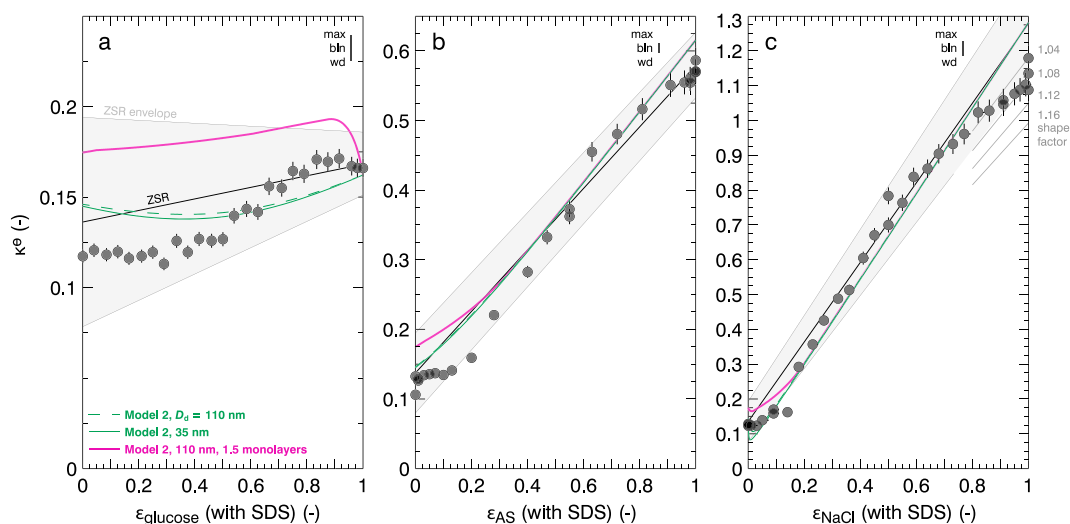 a
max
bln
wd
ZSR envelope
ZSR
0.2
0.15
0.1
0
κᶱ (-)
Model 2, Dd = 110 nm
Model 2, 35 nm
Model 2, 110 nm, 1.5 monolayers
0 0.2 0.4 0.6 0.8 1
εglucose (with SDS) (-)
b
max
bln
wd
0.6
0.5
0.4
0.3
0.2
0.1
0
0 0.2 0.4 0.6 0.8 1
εAS (with SDS) (-)
c
max
bln
wd
1.3
1.2
1.1
1
0.9
0.8
0.7
0.6
0.5
0.4
0.3
0.2
0.1
0
1.04
1.08
1.12
1.16
shape
factor
0 0.2 0.4 0.6 0.8 1
εNaCl (with SDS) (-)